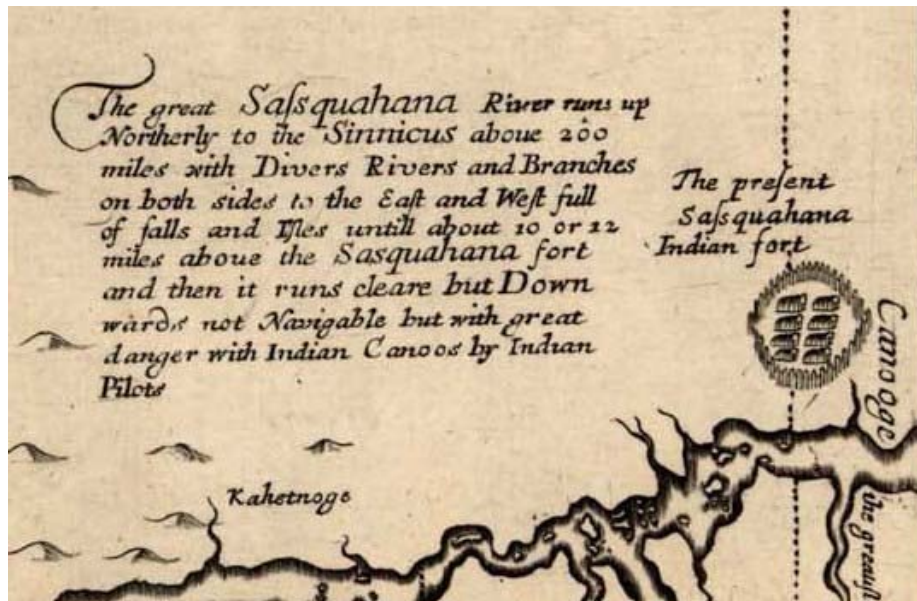 The great Saſsquahana River runs up
Northerly to the Sinnicus aboue 200
miles with Divers Rivers and Branches
on both sides to the Eaſt and Weſt full
of falls and Iſles untill about 10 or 12
miles aboue the Sasquahana fort
and then it runs cleare but Down
wards not Navigable but with great
danger with Indian Canoos by Indian
Pilots
The preſent
Saſsquahana
Indian fort
Canooge
Kahetnoge
the greatiſt